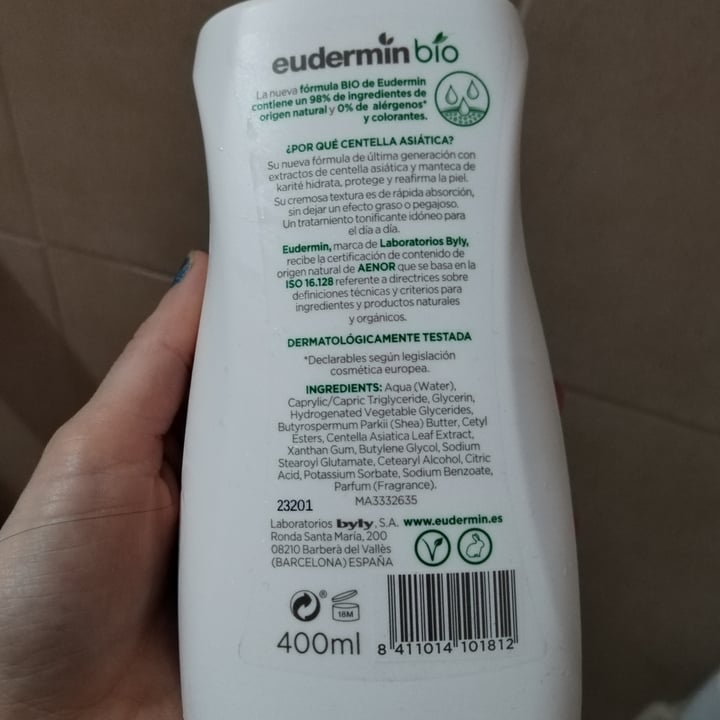 eudermin bio
La nueva fórmula BIO de Eudermin
contiene un 98% de ingredientes de
origen natural y 0% de alérgenos*
y colorantes.
¿POR QUÉ CENTELLA ASIÁTICA?
Su nueva fórmula de última generación con
extractos de centella asiática y manteca de
karité hidrata, protege y reafirma la piel.
Su cremosa textura es de rápida absorción,
sin dejar un efecto graso o pegajoso.
Un tratamiento tonificante idóneo para
el día a día.
Eudermin, marca de Laboratorios Byly,
recibe la certificación de contenido de
origen natural de AENOR que se basa en la
ISO 16.128 referente a directrices sobre
definiciones técnicas y criterios para
ingredientes y productos naturales
y orgánicos.
DERMATOLÓGICAMENTE TESTADA
*Declarables según legislación
cosmética europea.
INGREDIENTS: Aqua (Water),
Caprylic/Capric Triglyceride, Glycerin,
Hydrogenated Vegetable Glycerides,
Butyrospermum Parkii (Shea) Butter, Cetyl
Esters, Centella Asiatica Leaf Extract,
Xanthan Gum, Butylene Glycol, Sodium
Stearoyl Glutamate, Cetearyl Alcohol, Citric
Acid, Potassium Sorbate, Sodium Benzoate,
Parfum (Fragrance).
23201 MA3332635
Laboratorios byly, S.A. www.eudermin.es
Ronda Santa María, 200
08210 Barberà del Vallès
(BARCELONA) ESPAÑA
® 18M
400ml 8 411014 101812